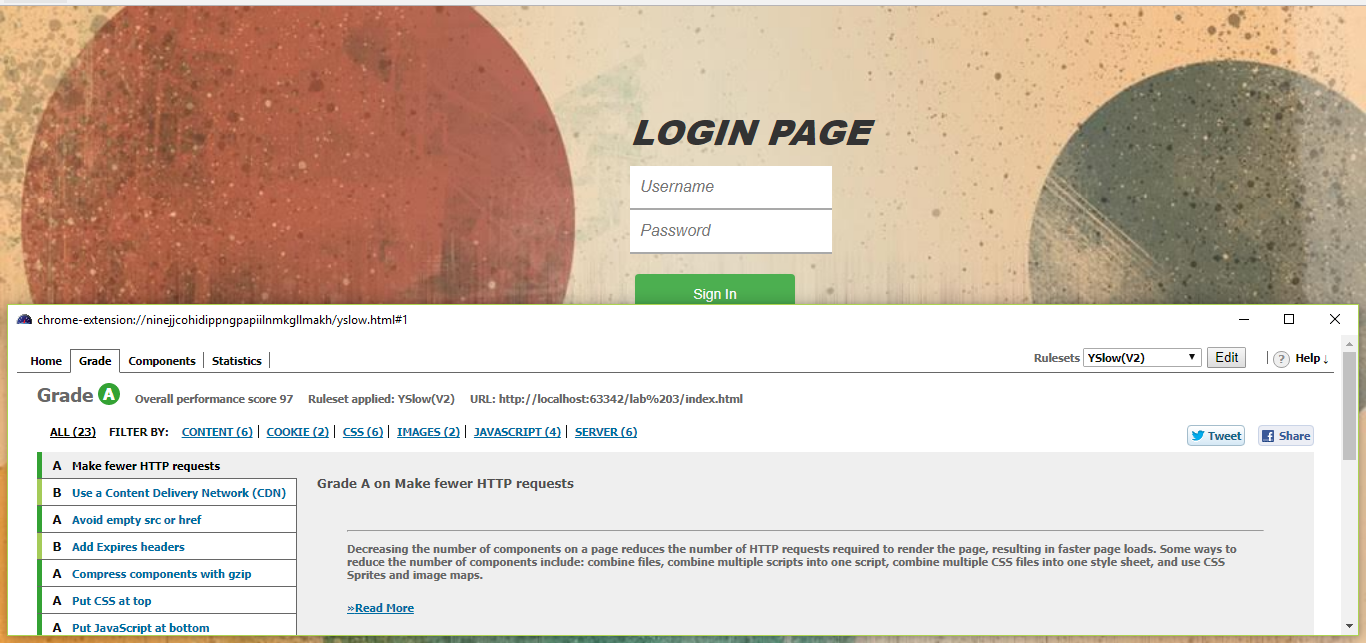 LOGIN PAGE
Username
Password
Sign In
chrome-extension://ninejjcohidippngpapiilnmkgllmakh/yslow.html#1
Home Grade Components Statistics Rulesets YSlow(V2) Edit ? Help ↓
Grade A Overall performance score 97 Ruleset applied: YSlow(V2) URL: http://localhost:63342/lab%203/index.html
ALL (23) FILTER BY: CONTENT (6) COOKIE (2) CSS (6) IMAGES (2) JAVASCRIPT (4) SERVER (6)
Tweet Share
A Make fewer HTTP requests
B Use a Content Delivery Network (CDN)
A Avoid empty src or href
B Add Expires headers
A Compress components with gzip
A Put CSS at top
A Put JavaScript at bottom
Grade A on Make fewer HTTP requests
Decreasing the number of components on a page reduces the number of HTTP requests required to render the page, resulting in faster page loads. Some ways to
reduce the number of components include: combine files, combine multiple scripts into one script, combine multiple CSS files into one style sheet, and use CSS
Sprites and image maps.
»Read More